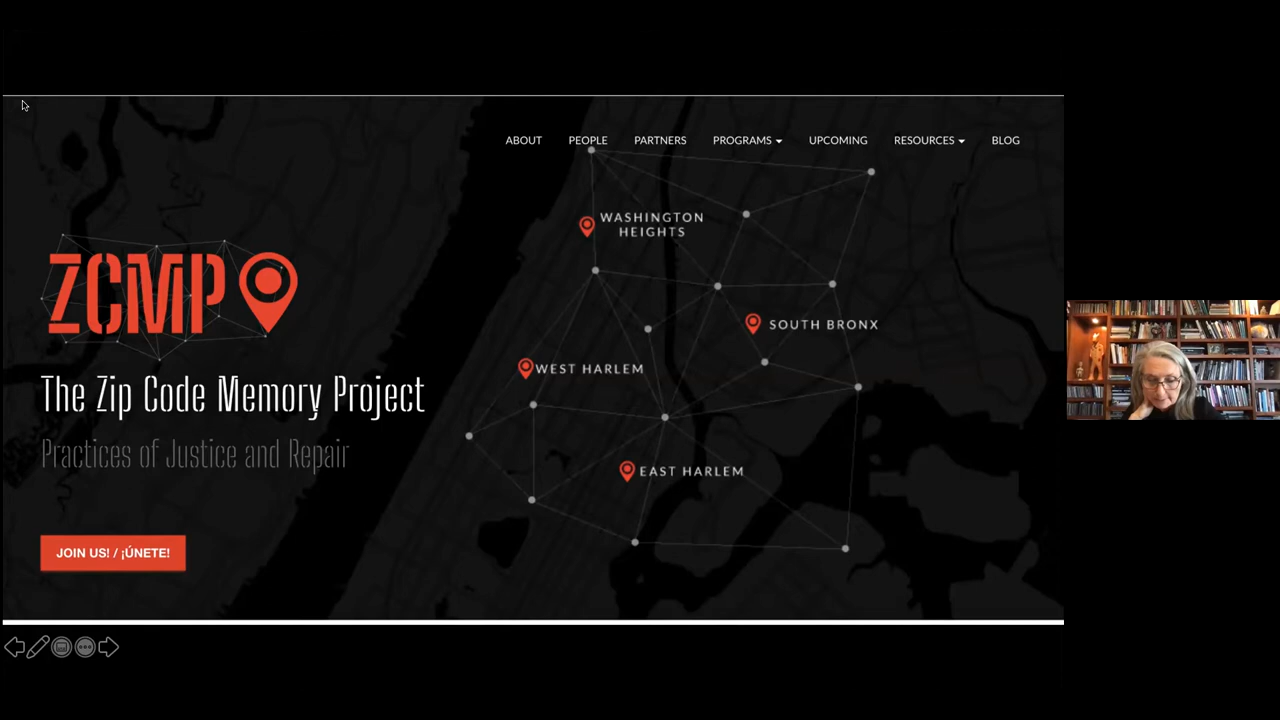 ABOUT PEOPLE PARTNERS PROGRAMS UPCOMING RESOURCES BLOG
WASHINGTON
HEIGHTS
SOUTH BRONX
WEST HARLEM
EAST HARLEM
ZCMP
The Zip Code Memory Project
Practices of Justice and Repair
JOIN US! / ¡ÚNETE!